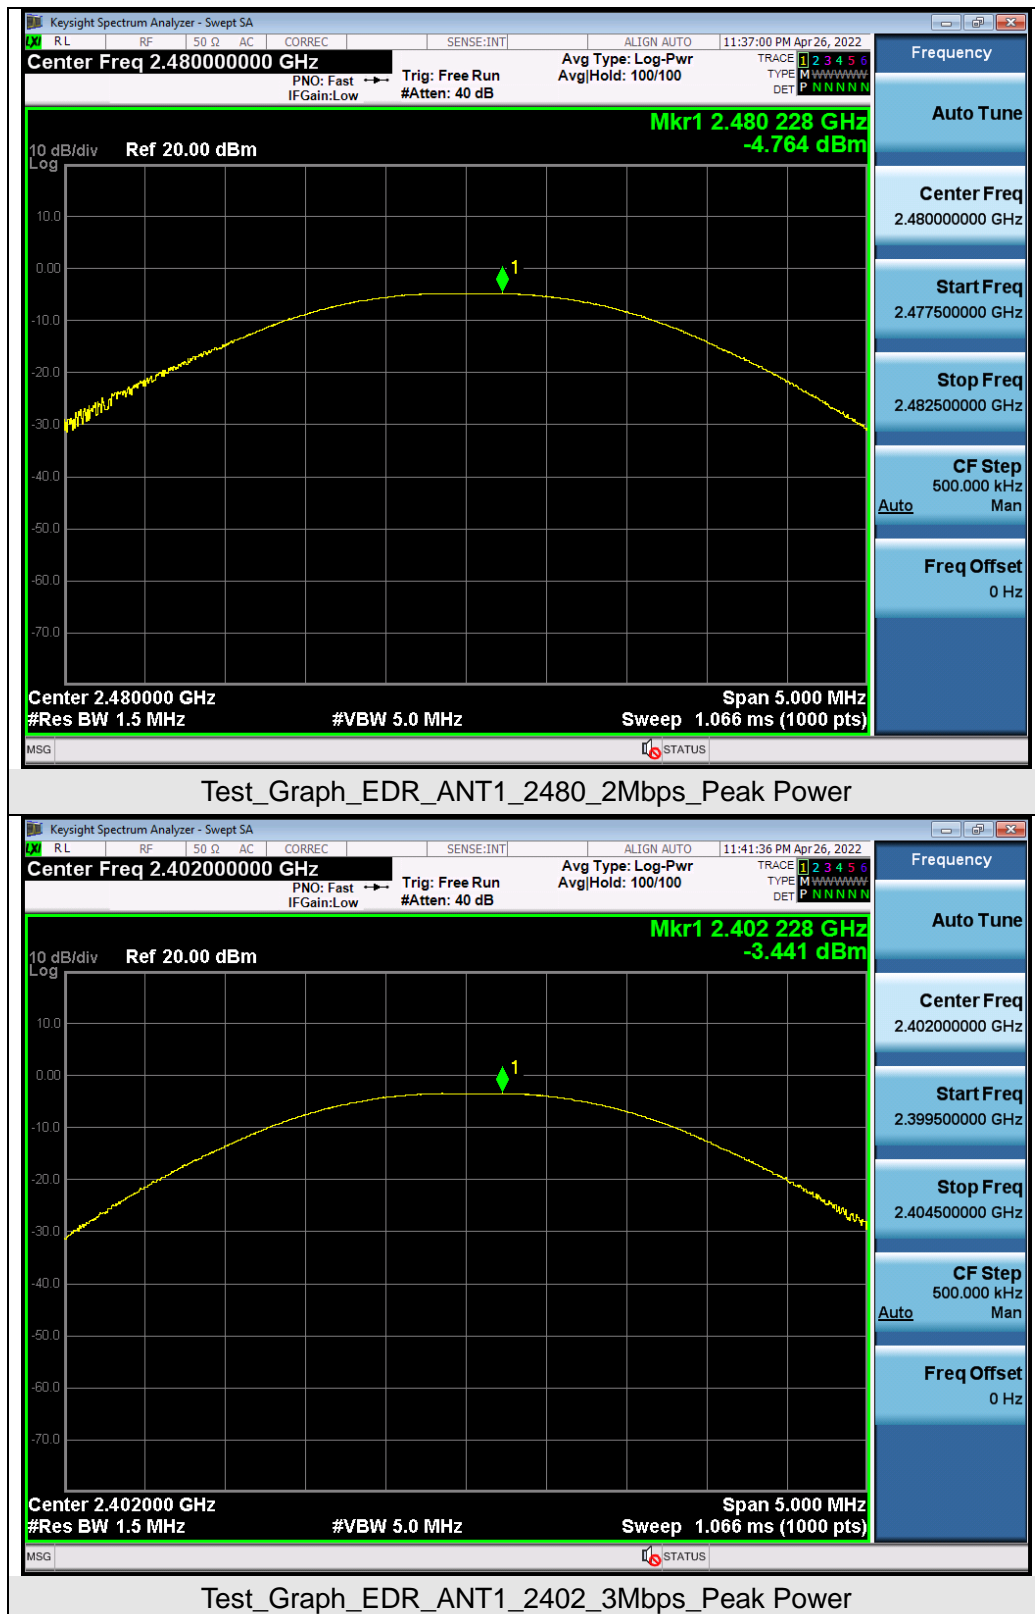 Keysight Spectrum Analyzer - Swept SA
LXI RL RF 50 Ω AC CORREC SENSE:INT ALIGN AUTO 11:37:00 PM Apr 26, 2022
Center Freq 2.480000000 GHz
PNO: Fast
IFGain:Low
Trig: Free Run
#Atten: 40 dB
Avg Type: Log-Pwr
Avg|Hold: 100/100
TRACE 1 2 3 4 5 6
TYPE M WWWWW
DET P N N N N N
Mkr1 2.480 228 GHz
-4.764 dBm
10 dB/div Ref 20.00 dBm
Log
10.0
0.00
-10.0
-20.0
-30.0
-40.0
-50.0
-60.0
-70.0
1
Center 2.480000 GHz Span 5.000 MHz
#Res BW 1.5 MHz #VBW 5.0 MHz Sweep 1.066 ms (1000 pts)
MSG STATUS
Frequency
Auto Tune
Center Freq
2.480000000 GHz
Start Freq
2.477500000 GHz
Stop Freq
2.482500000 GHz
CF Step
500.000 kHz
Auto Man
Freq Offset
0 Hz
Test_Graph_EDR_ANT1_2480_2Mbps_Peak Power
Keysight Spectrum Analyzer - Swept SA
LXI RL RF 50 Ω AC CORREC SENSE:INT ALIGN AUTO 11:41:36 PM Apr 26, 2022
Center Freq 2.402000000 GHz
PNO: Fast
IFGain:Low
Trig: Free Run
#Atten: 40 dB
Avg Type: Log-Pwr
Avg|Hold: 100/100
TRACE 1 2 3 4 5 6
TYPE M WWWWW
DET P N N N N N
Mkr1 2.402 228 GHz
-3.441 dBm
10 dB/div Ref 20.00 dBm
Log
10.0
0.00
-10.0
-20.0
-30.0
-40.0
-50.0
-60.0
-70.0
1
Center 2.402000 GHz Span 5.000 MHz
#Res BW 1.5 MHz #VBW 5.0 MHz Sweep 1.066 ms (1000 pts)
MSG STATUS
Frequency
Auto Tune
Center Freq
2.402000000 GHz
Start Freq
2.399500000 GHz
Stop Freq
2.404500000 GHz
CF Step
500.000 kHz
Auto Man
Freq Offset
0 Hz
Test_Graph_EDR_ANT1_2402_3Mbps_Peak Power